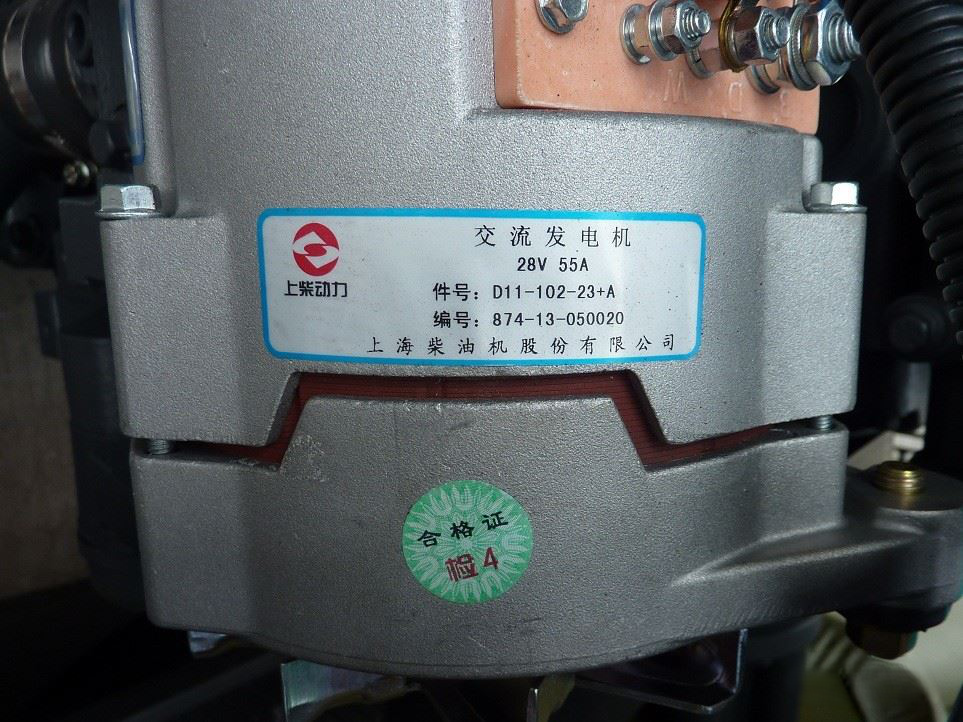 W D
上柴动力
交流发电机
28V 55A
件号：D11-102-23+A
编号：874-13-050020
上海柴油机股份有限公司
合格证
检4